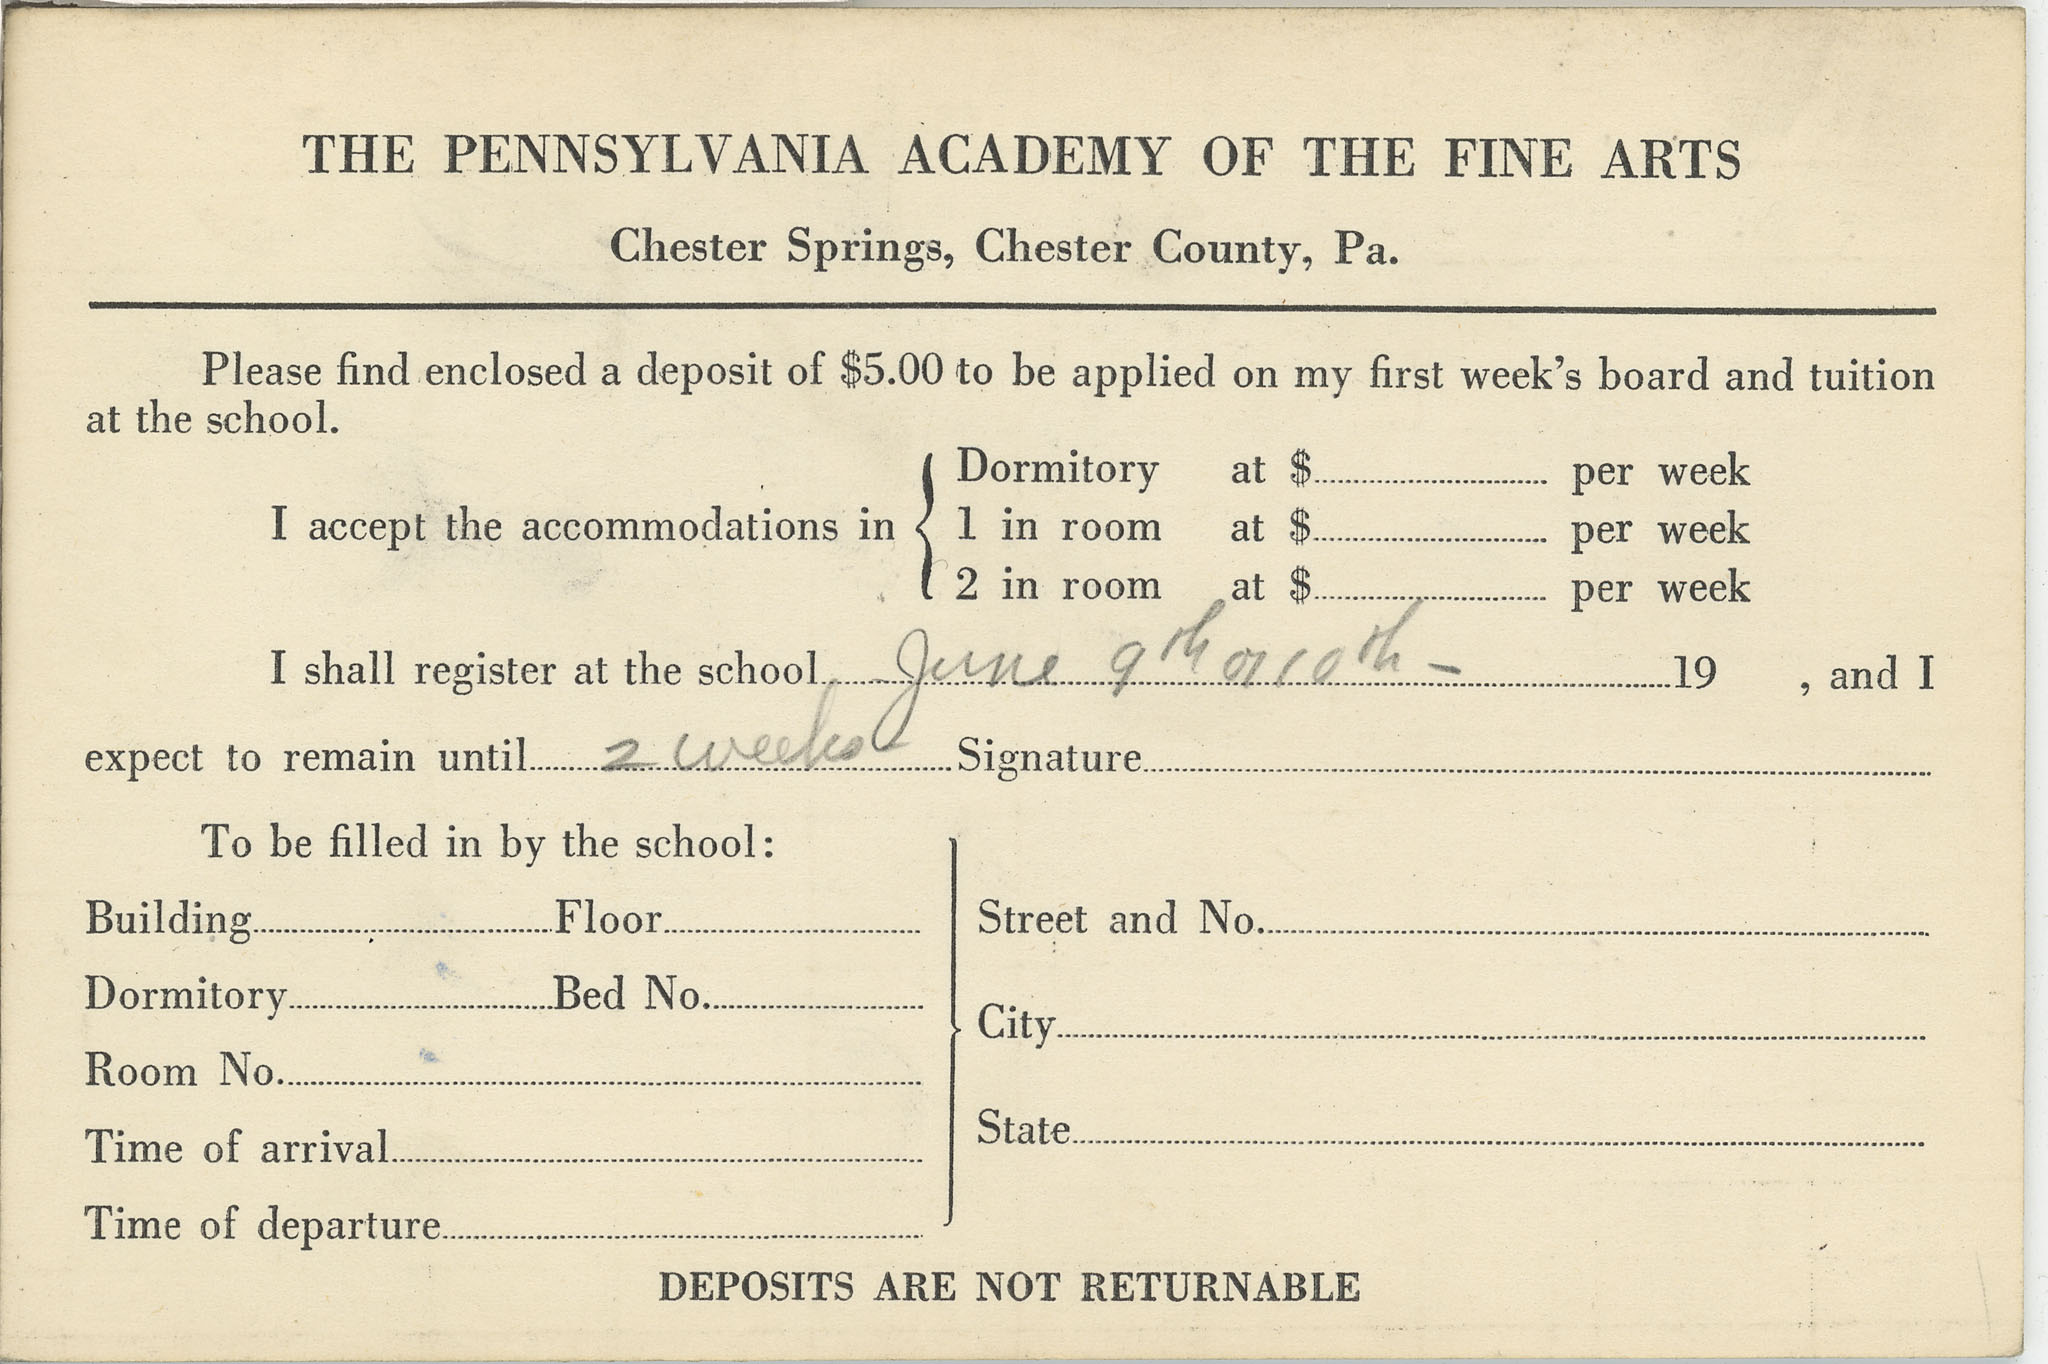 THE PENNSYLVANIA ACADEMY OF THE FINE ARTS
Chester Springs, Chester County, Pa.
Please find enclosed a deposit of $5.00 to be applied on my first week's board and tuition
at the school.
I accept the accommodations in
Dormitory at $ per week
1 in room at $ per week
2 in room at $ per week
I shall register at the school June 9th or 10th - 19 , and I
expect to remain until 2 weeks - Signature
To be filled in by the school:
Building Floor
Dormitory Bed No.
Room No.
Time of arrival
Time of departure
Street and No.
City
State
DEPOSITS ARE NOT RETURNABLE